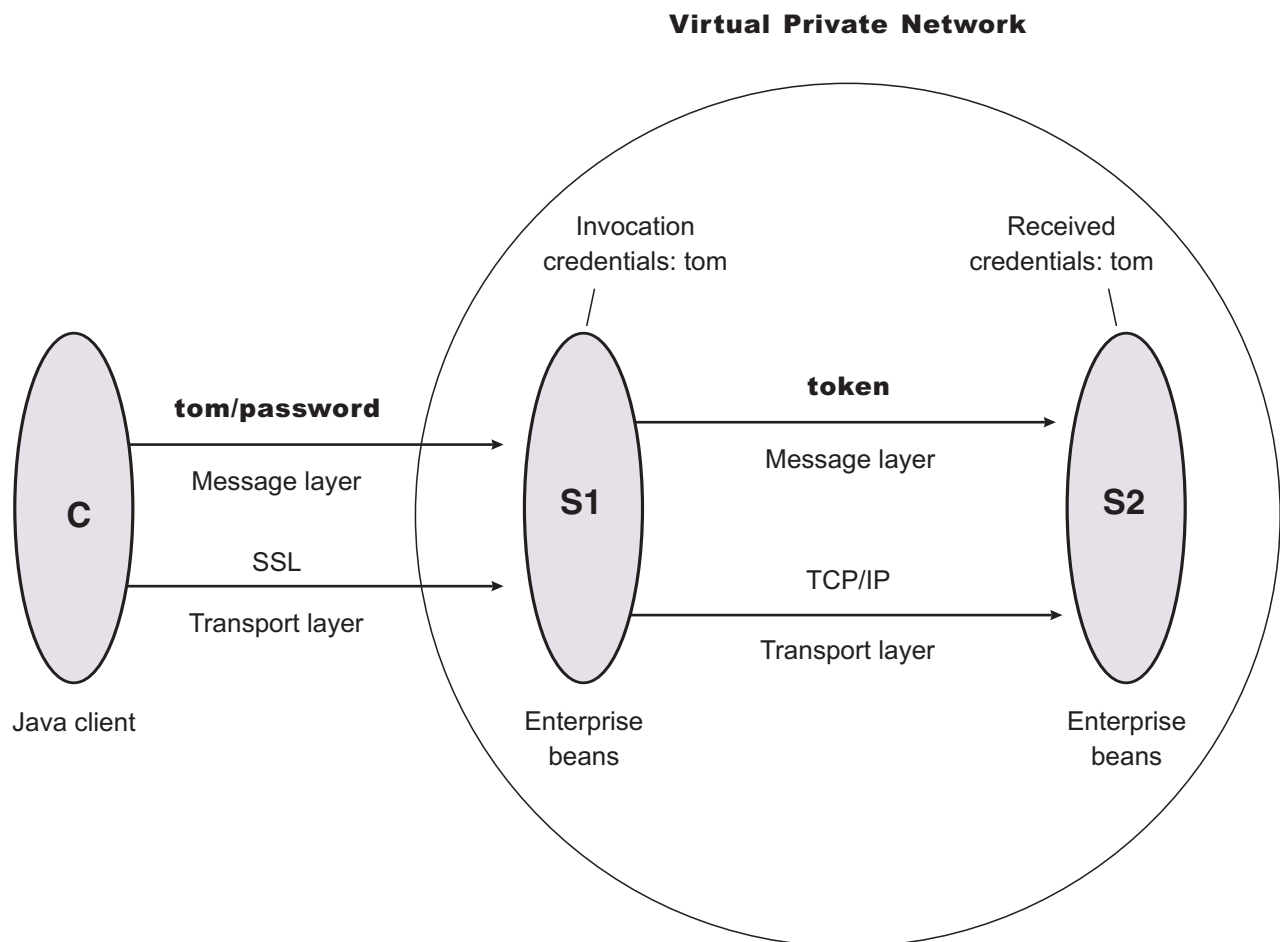 Virtual Private Network
Invocation
credentials: tom
Received
credentials: tom
tom/password
Message layer
token
Message layer
C
S1
S2
SSL
Transport layer
TCP/IP
Transport layer
Java client
Enterprise
beans
Enterprise
beans